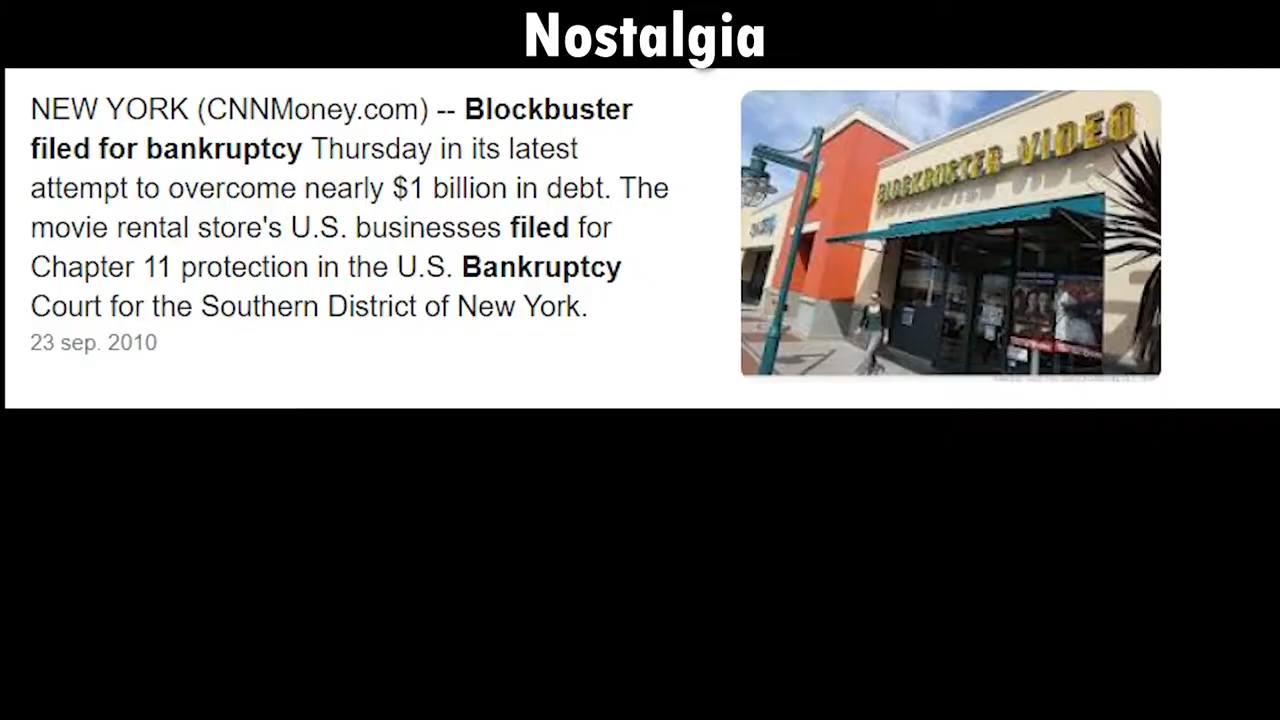 Nostalgia
NEW YORK (CNNMoney.com) -- Blockbuster
filed for bankruptcy Thursday in its latest
attempt to overcome nearly $1 billion in debt. The
movie rental store's U.S. businesses filed for
Chapter 11 protection in the U.S. Bankruptcy
Court for the Southern District of New York.
23 sep. 2010
BLOCKBUSTER VIDEO